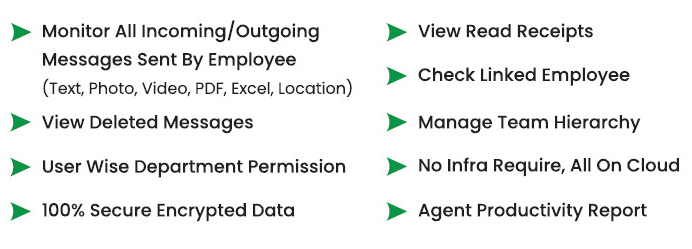 Monitor All Incoming/Outgoing
Messages Sent By Employee
(Text, Photo, Video, PDF, Excel, Location)
View Deleted Messages
User Wise Department Permission
100% Secure Encrypted Data
View Read Receipts
Check Linked Employee
Manage Team Hierarchy
No Infra Require, All On Cloud
Agent Productivity Report